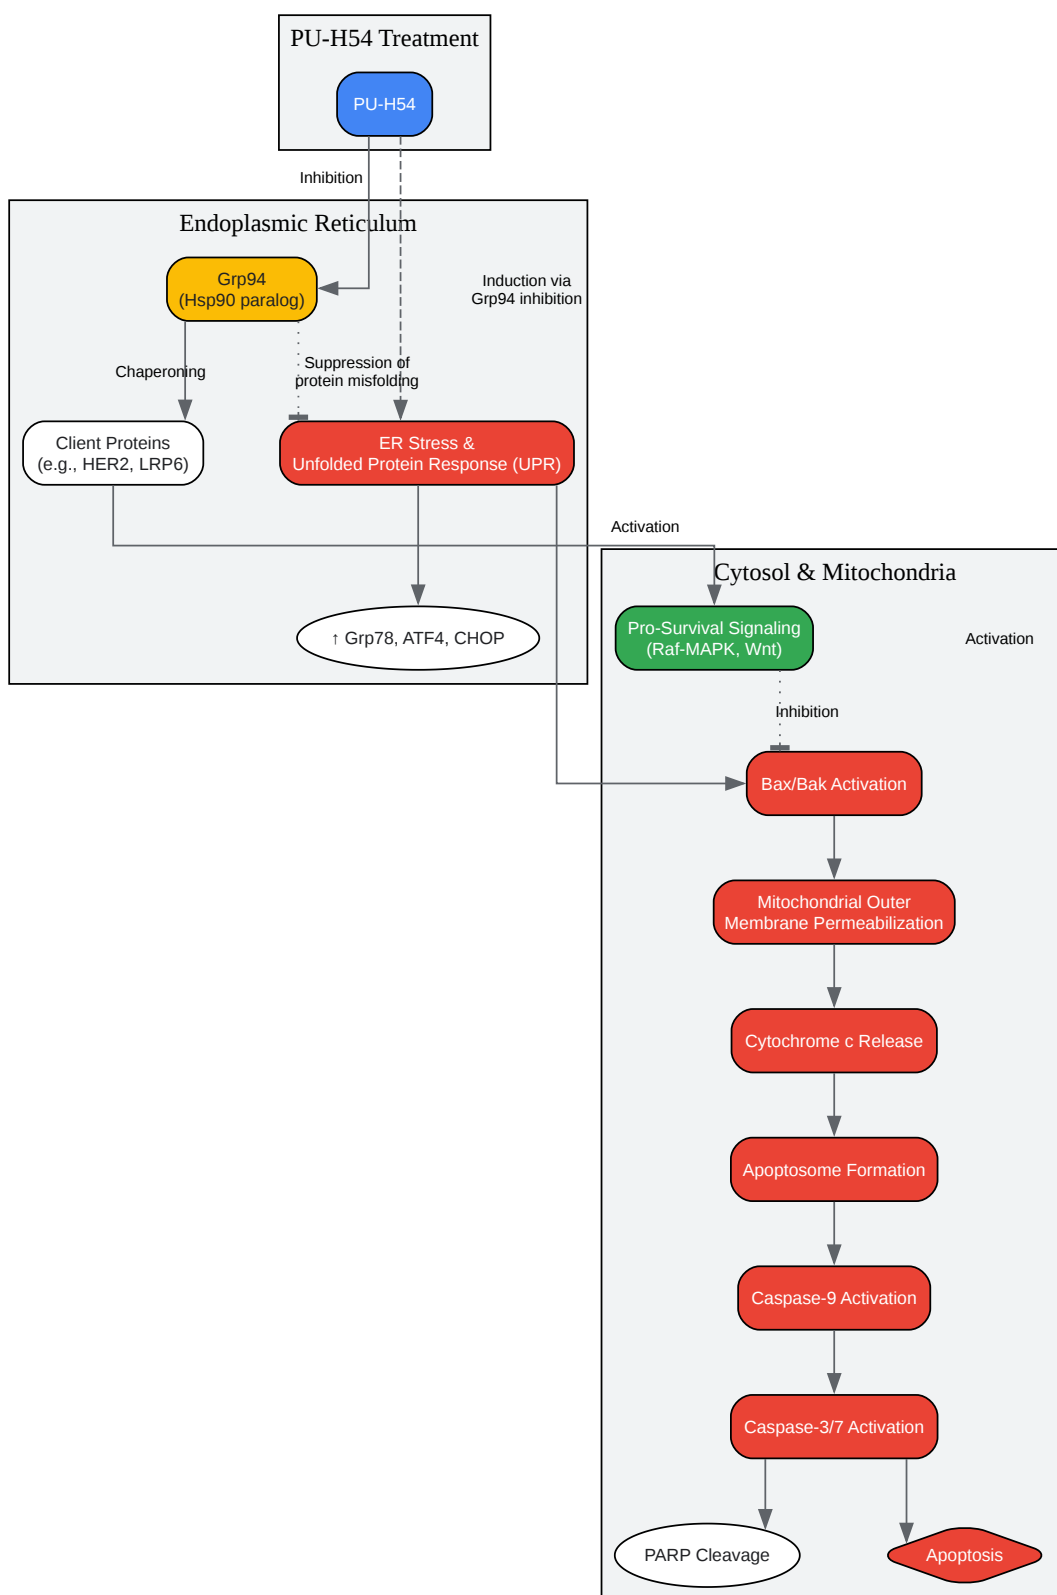 PU-H54 Treatment
PU-H54
Inhibition
Endoplasmic Reticulum
Grp94
(Hsp90 paralog)
Induction via
Grp94 inhibition
Chaperoning
Suppression of
protein misfolding
Client Proteins
(e.g., HER2, LRP6)
ER Stress &
Unfolded Protein Response (UPR)
Activation
Cytosol & Mitochondria
↑ Grp78, ATF4, CHOP
Pro-Survival Signaling
(Raf-MAPK, Wnt)
Activation
Inhibition
Bax/Bak Activation
Mitochondrial Outer
Membrane Permeabilization
Cytochrome c Release
Apoptosome Formation
Caspase-9 Activation
Caspase-3/7 Activation
PARP Cleavage
Apoptosis